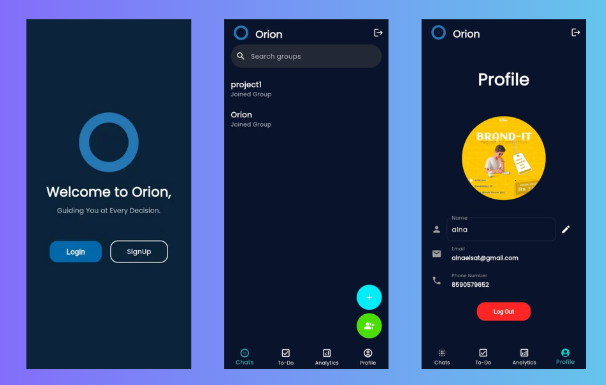 Welcome to Orion,
Guiding You at Every Decision.
Login
SignUp
Orion
Search groups
project1
Joined Group
Orion
Joined Group
Chats
To-Do
Analytics
Profile
Orion
Profile
BRAND-IT
Name
aina
Email
ainaelsat@gmail.com
Phone Number
8590579652
Log Out
Chats
To-Do
Analytics
Profile